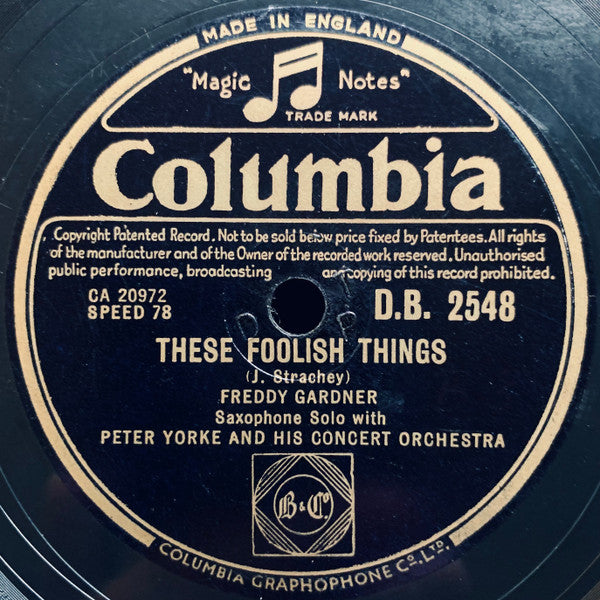 MADE IN ENGLAND
"Magic Notes"
TRADE MARK
Columbia
Copyright Patented Record. Not to be sold below price fixed by Patentees. All rights
of the manufacturer and of the Owner of the recorded work reserved. Unauthorised
public performance, broadcasting and copying of this record prohibited.
CA 20972 D.B. 2548
SPEED 78
THESE FOOLISH THINGS
(J. Strachey)
FREDDY GARDNER
Saxophone Solo with
PETER YORKE AND HIS CONCERT ORCHESTRA
B & Co.
COLUMBIA GRAPHOPHONE Co. LTD.